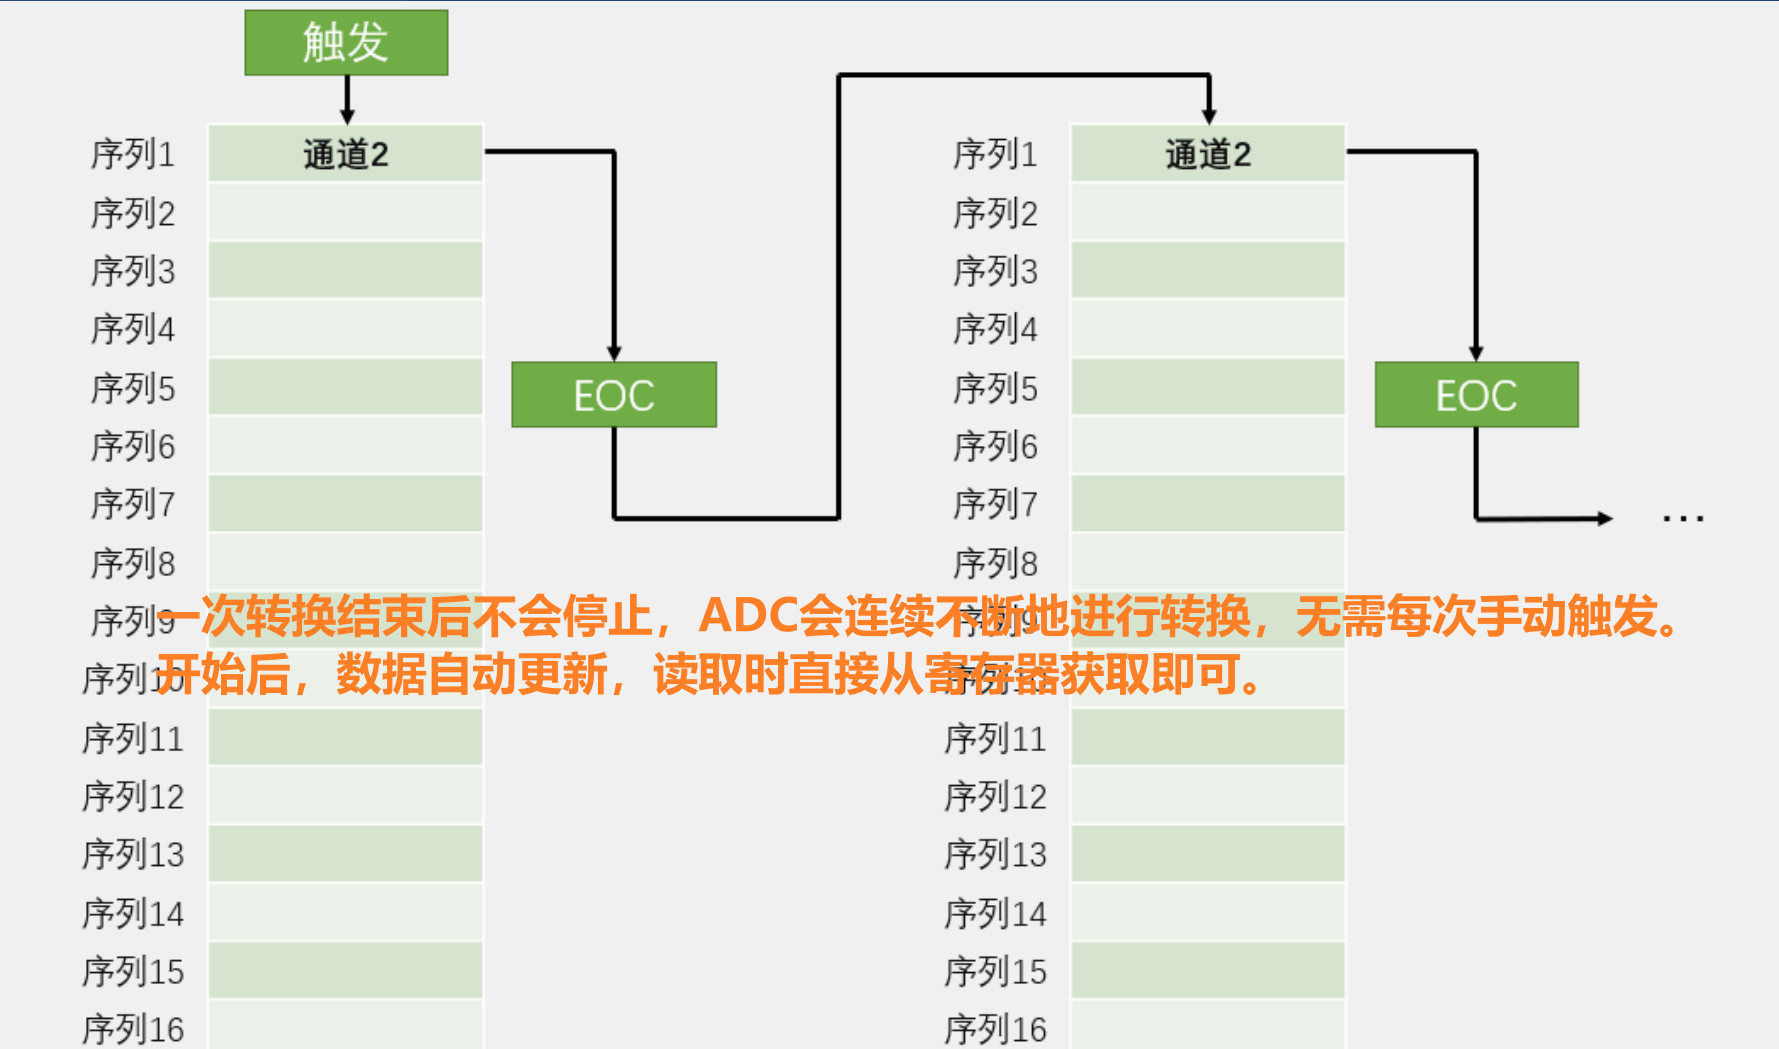 触发
序列1 通道2
序列2
序列3
序列4
序列5
序列6
序列7
序列8
序列9
序列10
序列11
序列12
序列13
序列14
序列15
序列16
EOC
序列1 通道2
序列2
序列3
序列4
序列5
序列6
序列7
序列8
序列9
序列10
序列11
序列12
序列13
序列14
序列15
序列16
EOC
...
一次转换结束后不会停止，ADC会连续不断地进行转换，无需每次手动触发。
开始后，数据自动更新，读取时直接从寄存器获取即可。